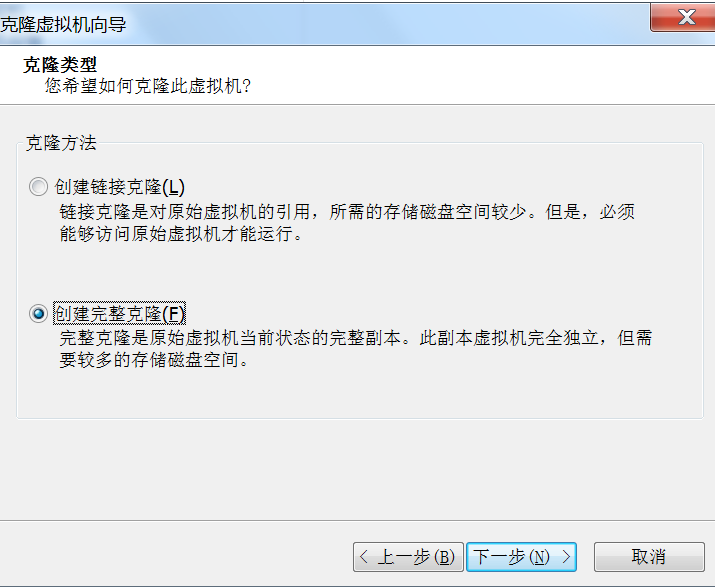 克隆虚拟机向导
克隆类型
您希望如何克隆此虚拟机?
克隆方法
创建链接克隆(L)
链接克隆是对原始虚拟机的引用，所需的存储磁盘空间较少。但是，必须
能够访问原始虚拟机才能运行。
创建完整克隆(F)
完整克隆是原始虚拟机当前状态的完整副本。此副本虚拟机完全独立，但需
要较多的存储磁盘空间。
< 上一步(B) 下一步(N) > 取消